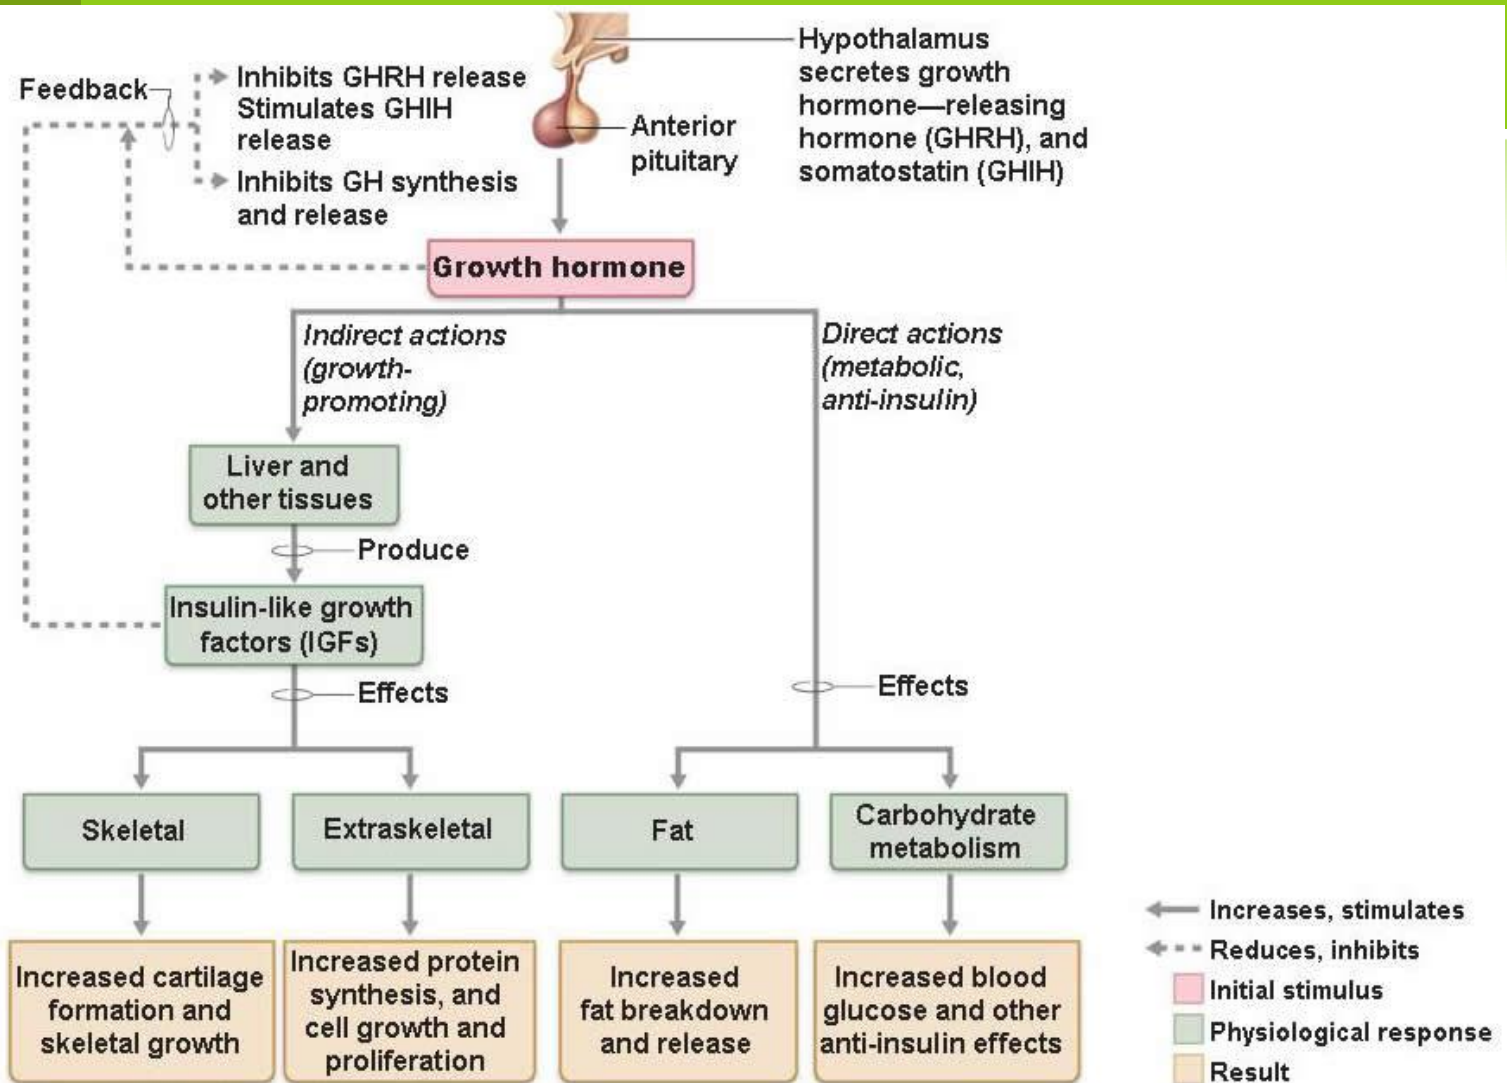 Feedback
Inhibits GHRH release
Stimulates GHIH
release
Inhibits GH synthesis
and release
Hypothalamus
secretes growth
hormone—releasing
hormone (GHRH), and
somatostatin (GHIH)
Anterior
pituitary
Growth hormone
Indirect actions
(growth-
promoting)
Direct actions
(metabolic,
anti-insulin)
Liver and
other tissues
Produce
Insulin-like growth
factors (IGFs)
Effects
Effects
Skeletal
Extraskeletal
Fat
Carbohydrate
metabolism
Increased cartilage
formation and
skeletal growth
Increased protein
synthesis, and
cell growth and
proliferation
Increased
fat breakdown
and release
Increased blood
glucose and other
anti-insulin effects
Increases, stimulates
Reduces, inhibits
Initial stimulus
Physiological response
Result